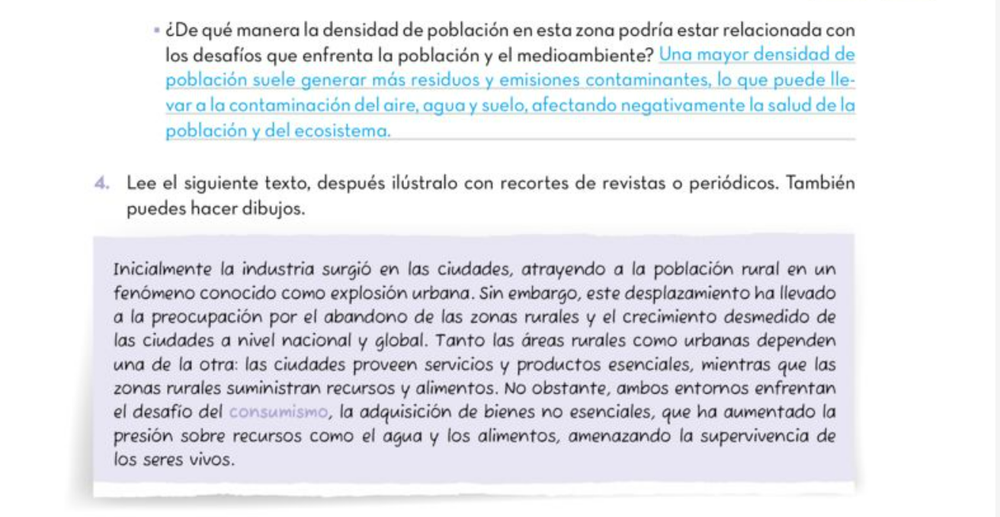 ▪ ¿De qué manera la densidad de población en esta zona podría estar relacionada con
los desafíos que enfrenta la población y el medioambiente? Una mayor densidad de
población suele generar más residuos y emisiones contaminantes, lo que puede lle-
var a la contaminación del aire, agua y suelo, afectando negativamente la salud de la
población y del ecosistema.
4. Lee el siguiente texto, después ilústralo con recortes de revistas o periódicos. También
puedes hacer dibujos.
Inicialmente la industria surgió en las ciudades, atrayendo a la población rural en un
fenómeno conocido como explosión urbana. Sin embargo, este desplazamiento ha llevado
a la preocupación por el abandono de las zonas rurales y el crecimiento desmedido de
las ciudades a nivel nacional y global. Tanto las áreas rurales como urbanas dependen
una de la otra: las ciudades proveen servicios y productos esenciales, mientras que las
zonas rurales suministran recursos y alimentos. No obstante, ambos entornos enfrentan
el desafío del consumismo, la adquisición de bienes no esenciales, que ha aumentado la
presión sobre recursos como el agua y los alimentos, amenazando la supervivencia de
los seres vivos.